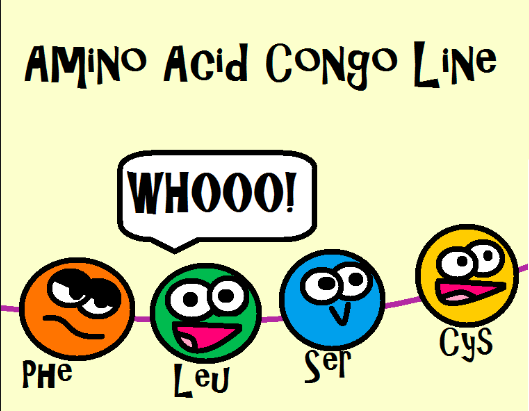 Amino Acid Congo Line
WHOOO!
Phe
Leu
Ser
Cys